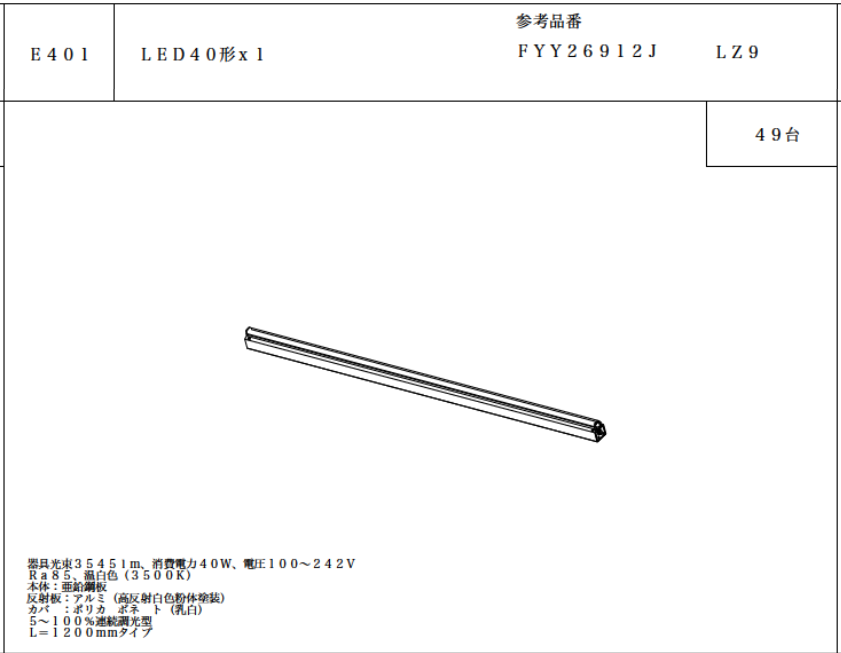 参考品番
E401 LED40形x1 FYY26912J LZ9
49台
器具光束3545lm、消費電力40W、電圧100～242V
Ra85、温白色（3500K）
本体：亜鉛鋼板
反射板：アルミ（高反射白色粉体塗装）
カバ ：ポリカ ボネ ト（乳白）
5～100%連続調光型
L=1200mmタイプ